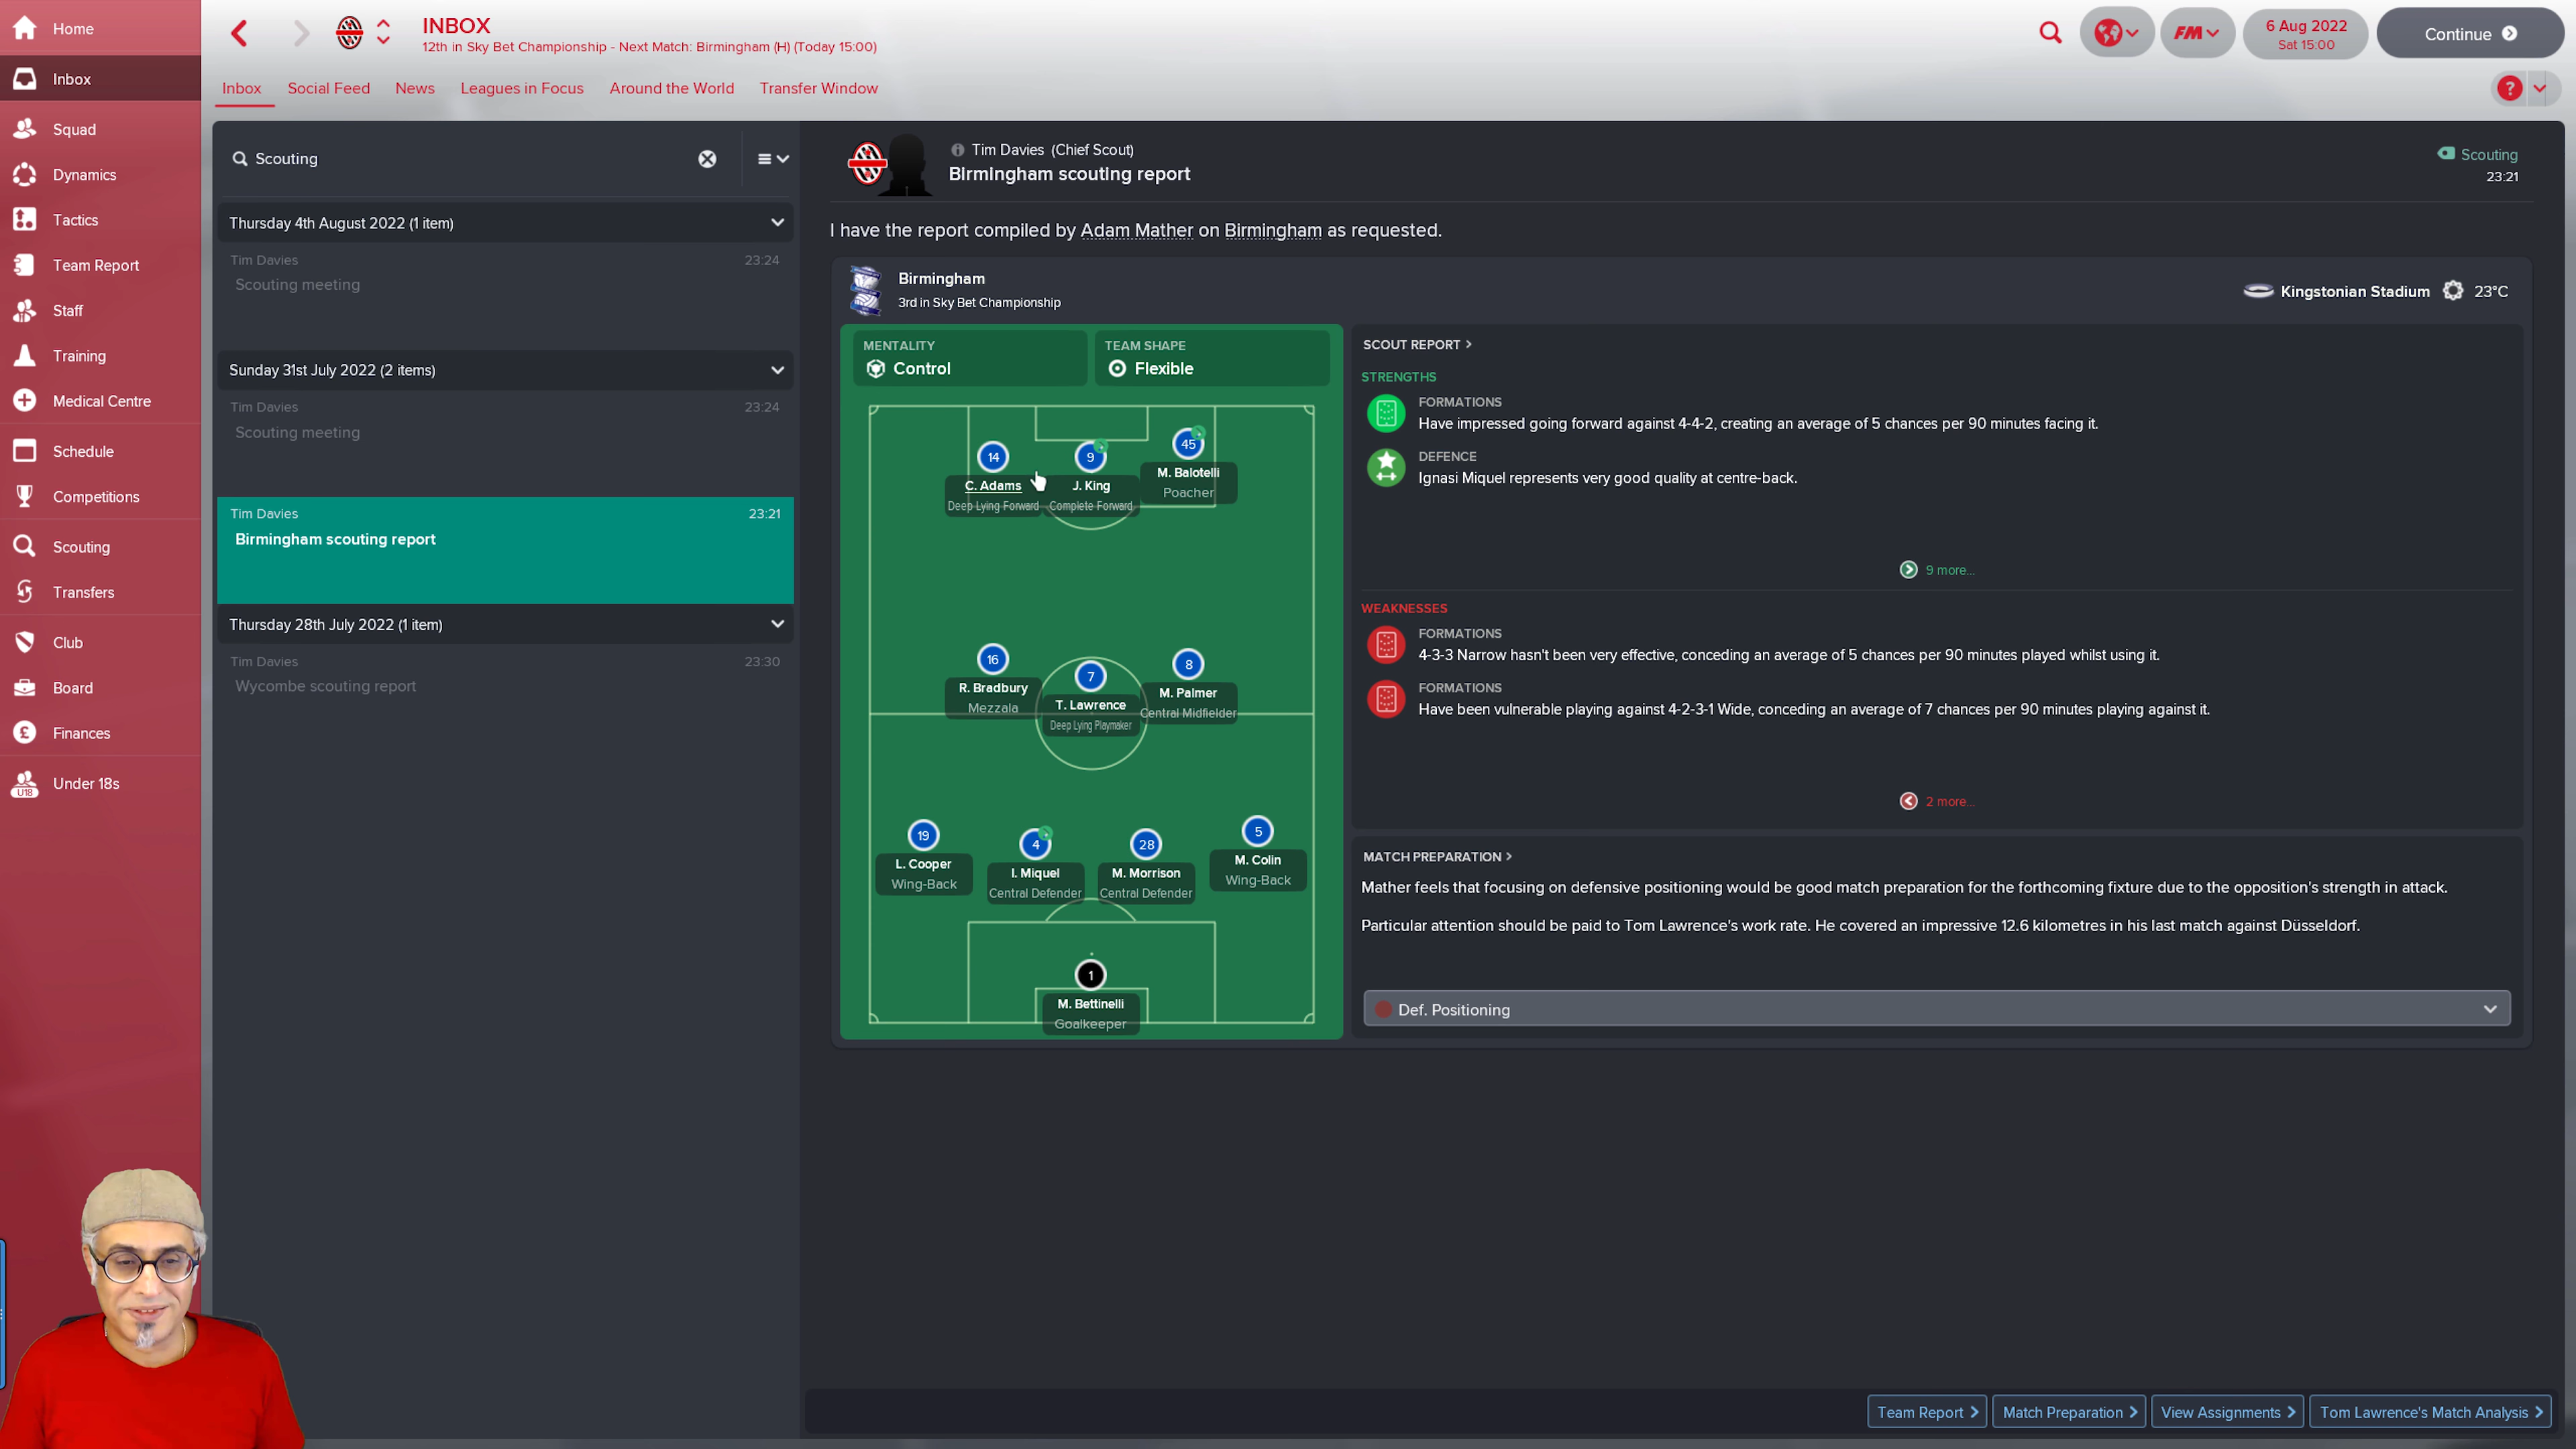 Home
Inbox
Squad
Dynamics
Tactics
Team Report
Staff
Training
Medical Centre
Schedule
Competitions
Scouting
Transfers
Club
Board
Finances
U18
Under 18s
INBOX
12th in Sky Bet Championship - Next Match: Birmingham (H) (Today 15:00)
FM
6 Aug 2022
Sat 15:00
Continue
Inbox Social Feed News Leagues in Focus Around the World Transfer Window
?
Scouting
Thursday 4th August 2022 (1 item)
Tim Davies 23:24
Scouting meeting
Sunday 31st July 2022 (2 items)
Tim Davies 23:24
Scouting meeting
Tim Davies 23:21
Birmingham scouting report
Thursday 28th July 2022 (1 item)
Tim Davies 23:30
Wycombe scouting report
Tim Davies (Chief Scout)
Birmingham scouting report
Scouting
23:21
I have the report compiled by Adam Mather on Birmingham as requested.
Birmingham
3rd in Sky Bet Championship
Kingstonian Stadium 23°C
MENTALITY
Control
TEAM SHAPE
Flexible
14
C. Adams
Deep Lying Forward
9
J. King
Complete Forward
45
M. Balotelli
Poacher
16
R. Bradbury
Mezzala
7
T. Lawrence
Deep Lying Playmaker
8
M. Palmer
Central Midfielder
19
L. Cooper
Wing-Back
4
I. Miquel
Central Defender
28
M. Morrison
Central Defender
5
M. Colin
Wing-Back
1
M. Bettinelli
Goalkeeper
SCOUT REPORT >
STRENGTHS
FORMATIONS
Have impressed going forward against 4-4-2, creating an average of 5 chances per 90 minutes facing it.
DEFENCE
Ignasi Miquel represents very good quality at centre-back.
9 more...
WEAKNESSES
FORMATIONS
4-3-3 Narrow hasn't been very effective, conceding an average of 5 chances per 90 minutes played whilst using it.
FORMATIONS
Have been vulnerable playing against 4-2-3-1 Wide, conceding an average of 7 chances per 90 minutes playing against it.
2 more...
MATCH PREPARATION >
Mather feels that focusing on defensive positioning would be good match preparation for the forthcoming fixture due to the opposition's strength in attack.
Particular attention should be paid to Tom Lawrence's work rate. He covered an impressive 12.6 kilometres in his last match against Düsseldorf.
Def. Positioning
Team Report > Match Preparation > View Assignments > Tom Lawrence's Match Analysis >